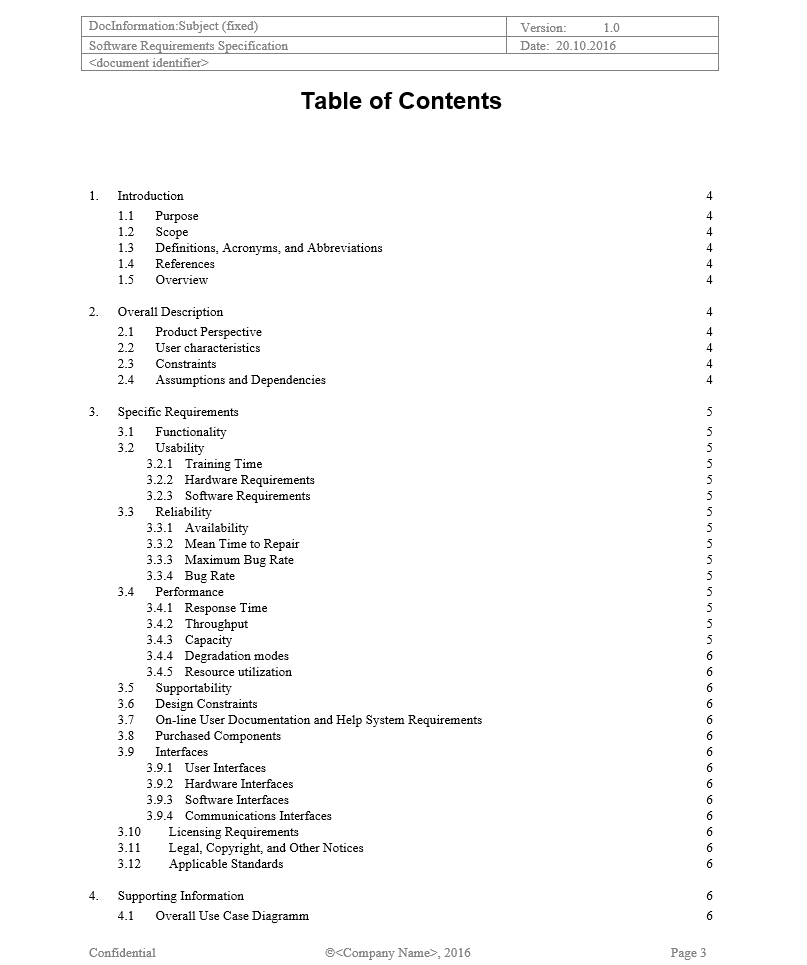 DocInformation:Subject (fixed) Version: 1.0
Software Requirements Specification Date: 20.10.2016
<document identifier>
Table of Contents
1. Introduction 4
1.1 Purpose 4
1.2 Scope 4
1.3 Definitions, Acronyms, and Abbreviations 4
1.4 References 4
1.5 Overview 4
2. Overall Description 4
2.1 Product Perspective 4
2.2 User characteristics 4
2.3 Constraints 4
2.4 Assumptions and Dependencies 4
3. Specific Requirements 5
3.1 Functionality 5
3.2 Usability 5
3.2.1 Training Time 5
3.2.2 Hardware Requirements 5
3.2.3 Software Requirements 5
3.3 Reliability 5
3.3.1 Availability 5
3.3.2 Mean Time to Repair 5
3.3.3 Maximum Bug Rate 5
3.3.4 Bug Rate 5
3.4 Performance 5
3.4.1 Response Time 5
3.4.2 Throughput 5
3.4.3 Capacity 5
3.4.4 Degradation modes 6
3.4.5 Resource utilization 6
3.5 Supportability 6
3.6 Design Constraints 6
3.7 On-line User Documentation and Help System Requirements 6
3.8 Purchased Components 6
3.9 Interfaces 6
3.9.1 User Interfaces 6
3.9.2 Hardware Interfaces 6
3.9.3 Software Interfaces 6
3.9.4 Communications Interfaces 6
3.10 Licensing Requirements 6
3.11 Legal, Copyright, and Other Notices 6
3.12 Applicable Standards 6
4. Supporting Information 6
4.1 Overall Use Case Diagramm 6
Confidential ©<Company Name>, 2016 Page 3